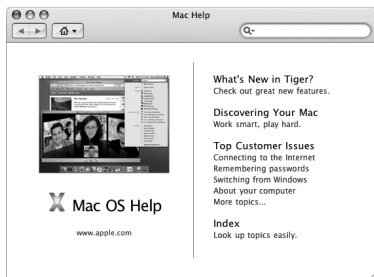 Mac Help
What's New in Tiger?
Check out great new features.
Discovering Your Mac
Work smart, play hard.
Top Customer Issues
Connecting to the Internet
Remembering passwords
Switching from Windows
About your computer
More topics...
Index
Look up topics easily.
Mac OS Help
www.apple.com